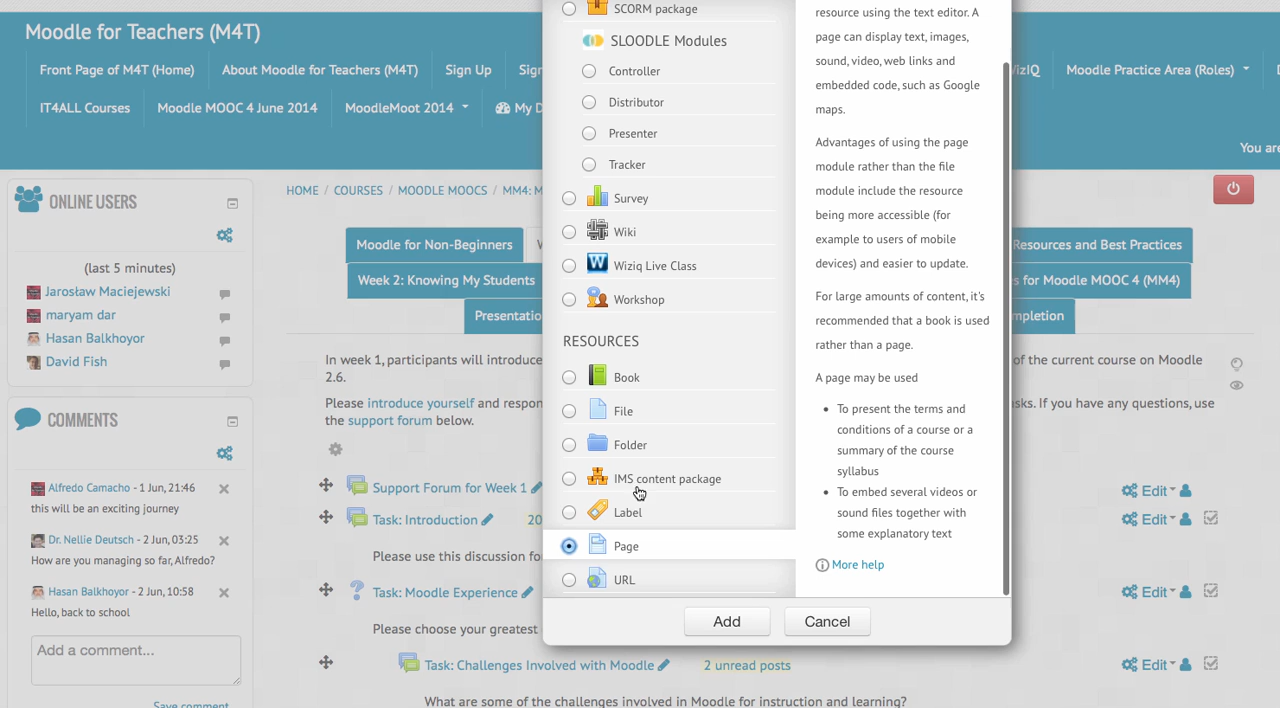 Moodle for Teachers (M4T)
Front Page of M4T (Home)
About Moodle for Teachers (M4T)
Sign Up
Sign
WizIQ
Moodle Practice Area (Roles)
IT4ALL Courses
Moodle MOOC 4 June 2014
MoodleMoot 2014
My D
You are
ONLINE USERS
(last 5 minutes)
Jarosław Maciejewski
maryam dar
Hasan Balkhoyor
David Fish
COMMENTS
Alfredo Camacho - 1 Jun, 21:46
this will be an exciting journey
Dr. Nellie Deutsch - 2 Jun, 03:25
How are you managing so far, Alfredo?
Hasan Balkhoyor - 2 Jun, 10:58
Hello, back to school
Add a comment...
Save comment
HOME / COURSES / MOODLE MOOCS / MM4: M
Moodle for Non-Beginners
W
Resources and Best Practices
Week 2: Knowing My Students
s for Moodle MOOC 4 (MM4)
Presentatio
mpletion
In week 1, participants will introduce
of the current course on Moodle
2.6.
Please introduce yourself and respon
sks. If you have any questions, use
the support forum below.
Support Forum for Week 1
Edit
Task: Introduction
20
Edit
Please use this discussion fo
Task: Moodle Experience
Edit
Please choose your greatest
Task: Challenges Involved with Moodle
2 unread posts
Edit
What are some of the challenges involved in Moodle for instruction and learning?
SCORM package
SLOODLE Modules
Controller
Distributor
Presenter
Tracker
Survey
Wiki
Wiziq Live Class
Workshop
RESOURCES
Book
File
Folder
IMS content package
Label
Page
URL
resource using the text editor. A
page can display text, images,
sound, video, web links and
embedded code, such as Google
maps.
Advantages of using the page
module rather than the file
module include the resource
being more accessible (for
example to users of mobile
devices) and easier to update.
For large amounts of content, it's
recommended that a book is used
rather than a page.
A page may be used
• To present the terms and
conditions of a course or a
summary of the course
syllabus
• To embed several videos or
sound files together with
some explanatory text
More help
Add
Cancel